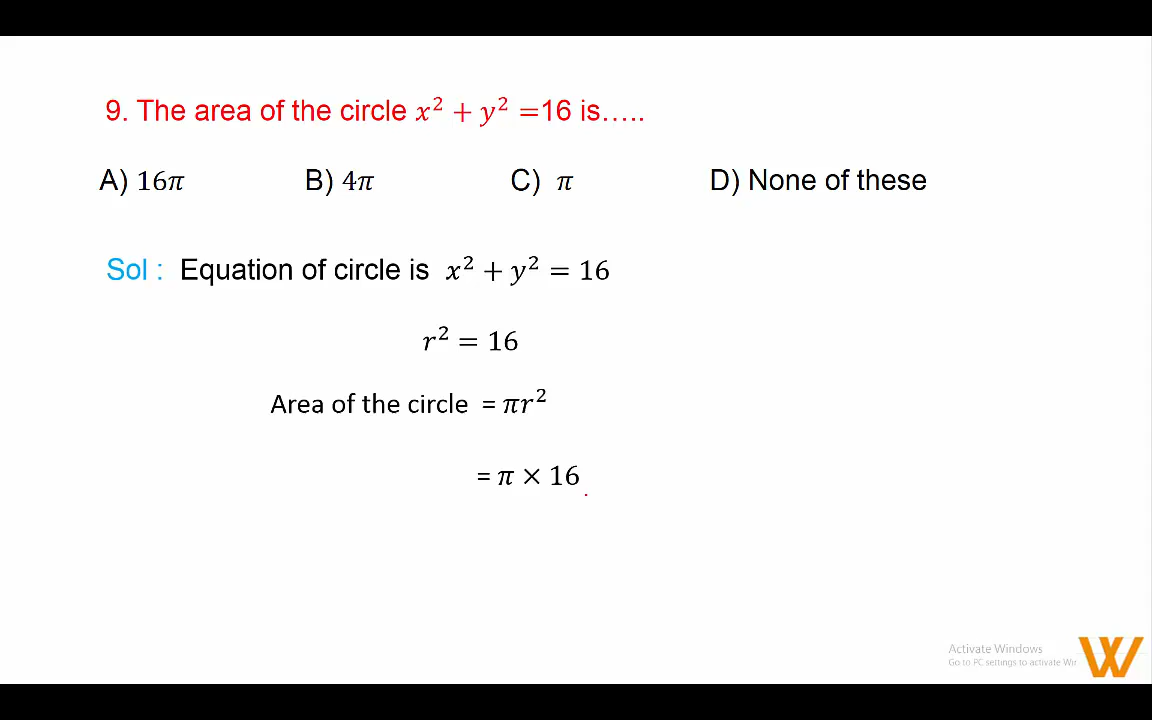 9. The area of the circle 𝑥² + 𝑦² =16 is…..
A) 16𝜋 B) 4𝜋 C) 𝜋 D) None of these
Sol : Equation of circle is 𝑥² + 𝑦² = 16
𝑟² = 16
Area of the circle = 𝜋𝑟²
= 𝜋 × 16
Activate Windows
Go to PC settings to activate Wir
W